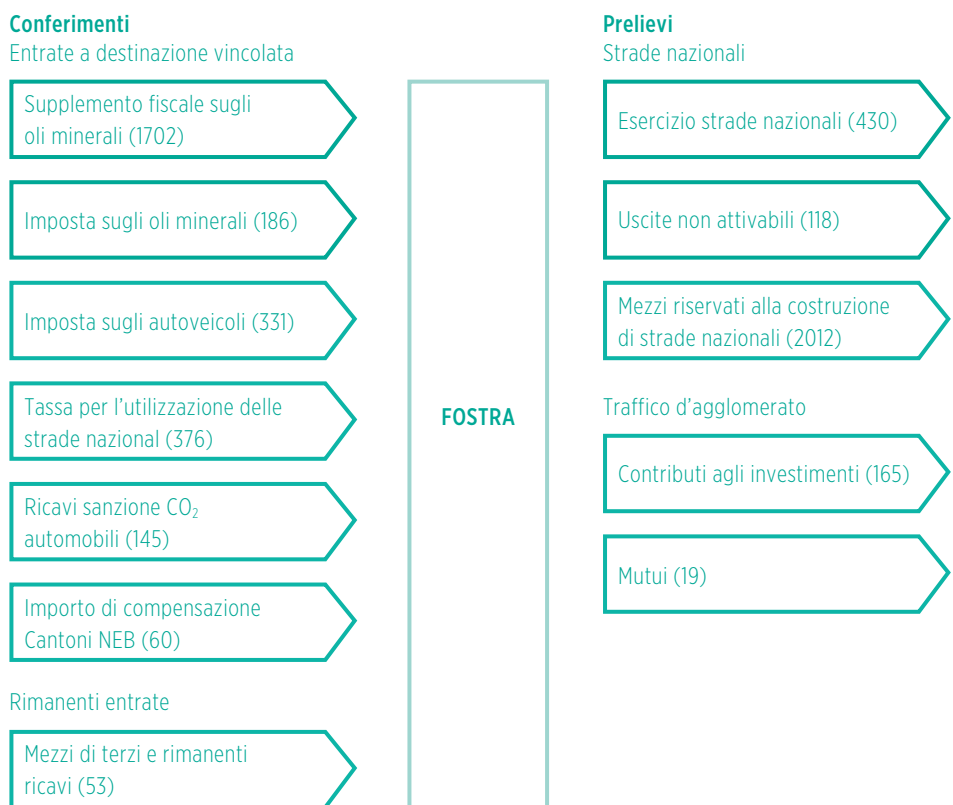 Conferimenti
Entrate a destinazione vincolata
Supplemento fiscale sugli
oli minerali (1702)
Imposta sugli oli minerali (186)
Imposta sugli autoveicoli (331)
Tassa per l'utilizzazione delle
strade nazional (376)
Ricavi sanzione CO₂
automobili (145)
Importo di compensazione
Cantoni NEB (60)
Rimanenti entrate
Mezzi di terzi e rimanenti
ricavi (53)
FOSTRA
Prelievi
Strade nazionali
Esercizio strade nazionali (430)
Uscite non attivabili (118)
Mezzi riservati alla costruzione
di strade nazionali (2012)
Traffico d'agglomerato
Contributi agli investimenti (165)
Mutui (19)